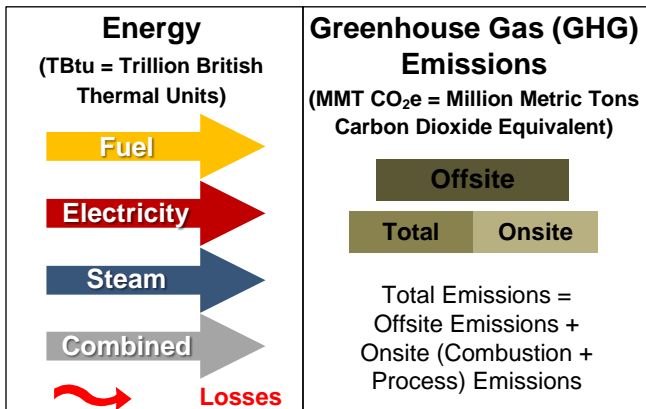 Energy
(TBtu = Trillion British
Thermal Units)
Fuel
Electricity
Steam
Combined
Losses
Greenhouse Gas (GHG)
Emissions
(MMT CO₂e = Million Metric Tons
Carbon Dioxide Equivalent)
Offsite
Total
Onsite
Total Emissions =
Offsite Emissions +
Onsite (Combustion +
Process) Emissions